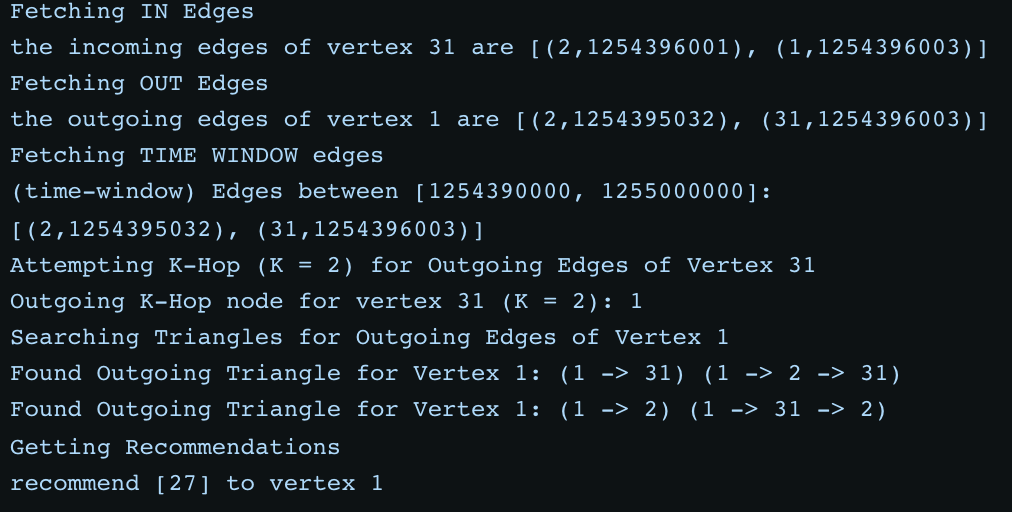 Fetching IN Edges
the incoming edges of vertex 31 are [(2,1254396001), (1,1254396003)]
Fetching OUT Edges
the outgoing edges of vertex 1 are [(2,1254395032), (31,1254396003)]
Fetching TIME WINDOW edges
(time-window) Edges between [1254390000, 1255000000]:
[(2,1254395032), (31,1254396003)]
Attempting K-Hop (K = 2) for Outgoing Edges of Vertex 31
Outgoing K-Hop node for vertex 31 (K = 2): 1
Searching Triangles for Outgoing Edges of Vertex 1
Found Outgoing Triangle for Vertex 1: (1 -> 31) (1 -> 2 -> 31)
Found Outgoing Triangle for Vertex 1: (1 -> 2) (1 -> 31 -> 2)
Getting Recommendations
recommend [27] to vertex 1